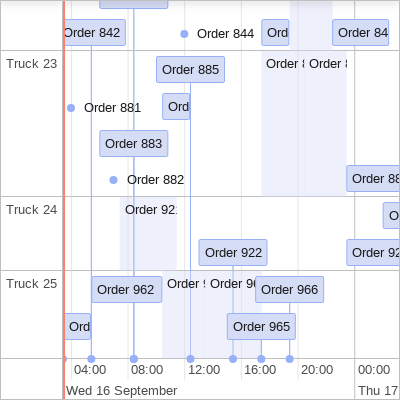 Order 842
Order 844
Ord
Order 84
Truck 23
Order 885
Order 8
Order 8
Order 881
Ord
Order 883
Order 882
Order 88
Truck 24
Order 92
O
Order 922
Order 92
Truck 25
Order 962
Order 9
Order 96
Order 966
Ord
Order 965
04:00
08:00
12:00
16:00
20:00
00:00
Wed 16 September
Thu 17